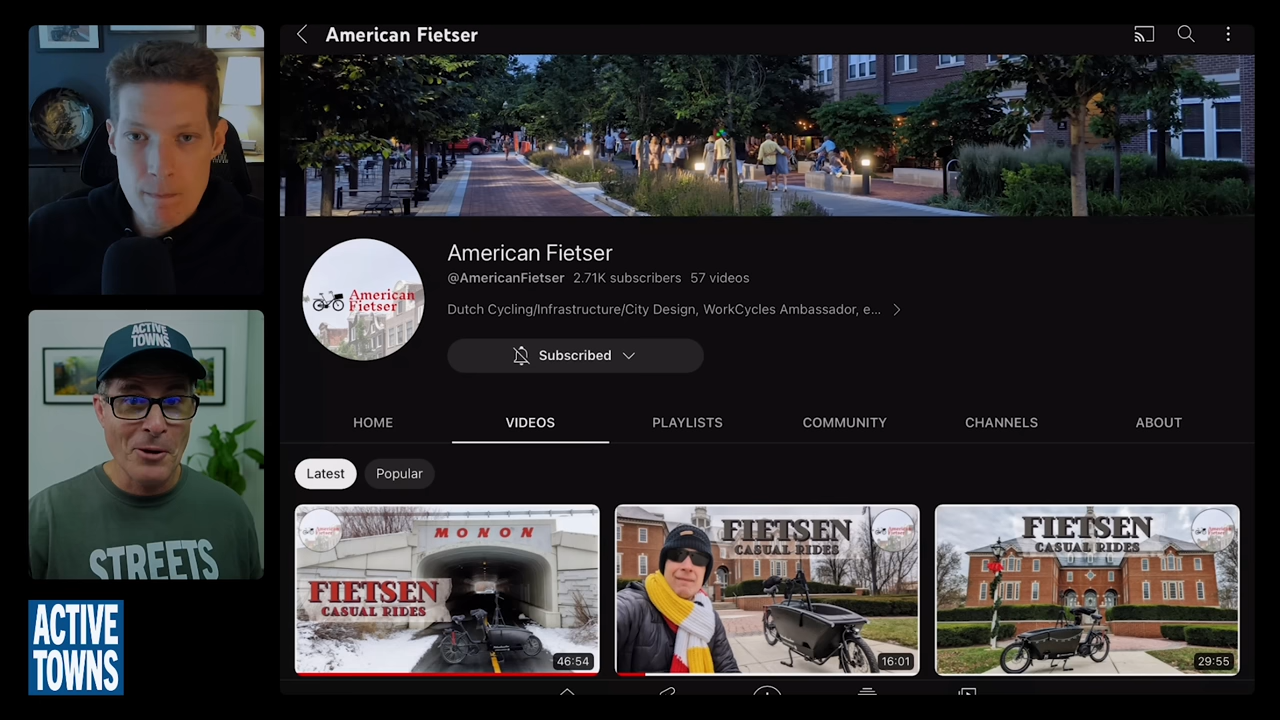 American Fietser
American Fietser
@AmericanFietser 2.71K subscribers 57 videos
Dutch Cycling/Infrastructure/City Design, WorkCycles Ambassador, e...
American
Fietser
Subscribed
HOME VIDEOS PLAYLISTS COMMUNITY CHANNELS ABOUT
Latest Popular
MONON
FIETSEN
CASUAL RIDES
46:54
FIETSEN
CASUAL RIDES
16:01
FIETSEN
CASUAL RIDES
29:55
ACTIVE
TOWNS
STREETS
ACTIVE
TOWNS